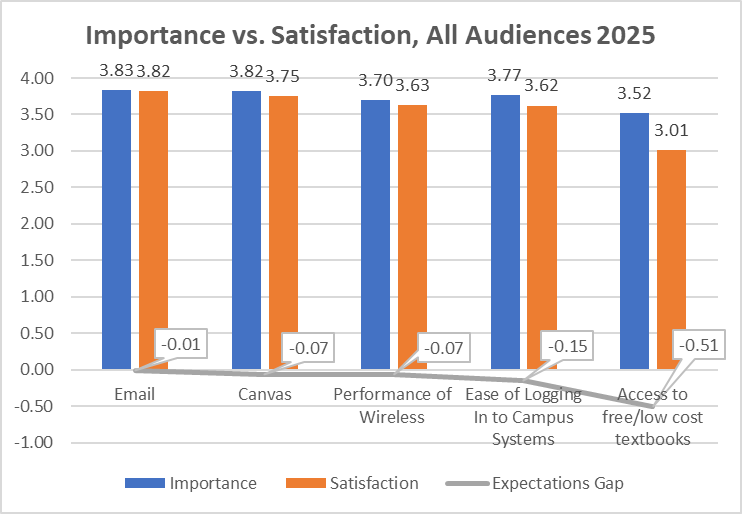 Importance vs. Satisfaction, All Audiences 2025
4.00
3.50
3.00
2.50
2.00
1.50
1.00
0.50
0.00
-0.50
-1.00
3.83 3.82
3.82 3.75
3.70 3.63
3.77 3.62
3.52 3.01
-0.01
-0.07
-0.07
-0.15
-0.51
Email
Canvas
Performance of
Wireless
Ease of Logging
In to Campus
Systems
Access to
free/low cost
textbooks
Importance Satisfaction Expectations Gap